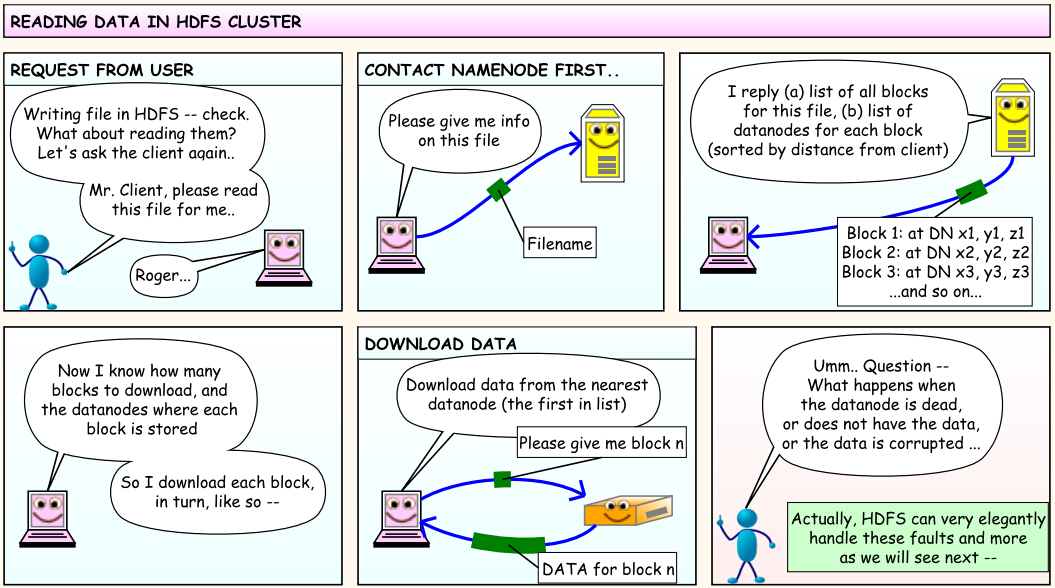 READING DATA IN HDFS CLUSTER
REQUEST FROM USER
Writing file in HDFS -- check.
What about reading them?
Let's ask the client again..
Mr. Client, please read
this file for me..
Roger...
CONTACT NAMENODE FIRST..
Please give me info
on this file
Filename
I reply (a) list of all blocks
for this file, (b) list of
datanodes for each block
(sorted by distance from client)
Block 1: at DN x1, y1, z1
Block 2: at DN x2, y2, z2
Block 3: at DN x3, y3, z3
...and so on...
Now I know how many
blocks to download, and
the datanodes where each
block is stored
So I download each block,
in turn, like so --
DOWNLOAD DATA
Download data from the nearest
datanode (the first in list)
Please give me block n
DATA for block n
Umm.. Question --
What happens when
the datanode is dead,
or does not have the data,
or the data is corrupted ...
Actually, HDFS can very elegantly
handle these faults and more
as we will see next --